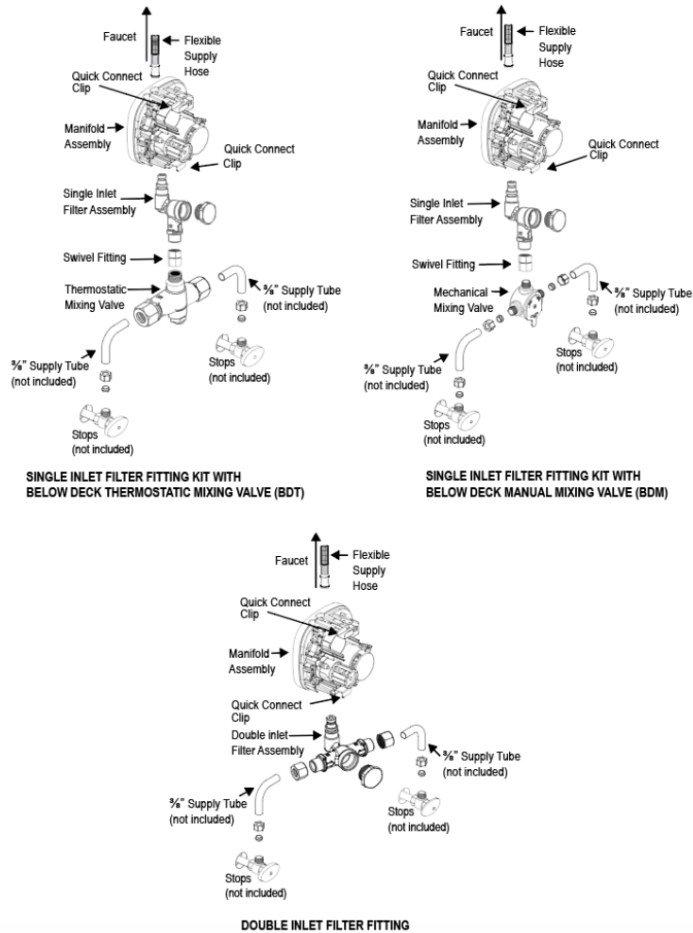 Faucet
Flexible
Supply
Hose
Quick Connect
Clip
Manifold
Assembly
Quick Connect
Clip
Single Inlet
Filter Assembly
Swivel Fitting
Thermostatic
Mixing Valve
⅜" Supply Tube
(not included)
⅜" Supply Tube
(not included)
Stops
(not included)
Stops
(not included)
SINGLE INLET FILTER FITTING KIT WITH
BELOW DECK THERMOSTATIC MIXING VALVE (BDT)
Faucet
Flexible
Supply
Hose
Quick Connect
Clip
Manifold
Assembly
Quick Connect
Clip
Single Inlet
Filter Assembly
Swivel Fitting
Mechanical
Mixing Valve
⅜" Supply Tube
(not included)
Stops
(not included)
⅜" Supply Tube
(not included)
Stops
(not included)
SINGLE INLET FILTER FITTING KIT WITH
BELOW DECK MANUAL MIXING VALVE (BDM)
Faucet
Flexible
Supply
Hose
Quick Connect
Clip
Manifold
Assembly
Quick Connect
Clip
Double inlet
Filter Assembly
⅜" Supply Tube
(not included)
⅜" Supply Tube
(not included)
Stops
(not included)
Stops
(not included)
DOUBLE INLET FILTER FITTING